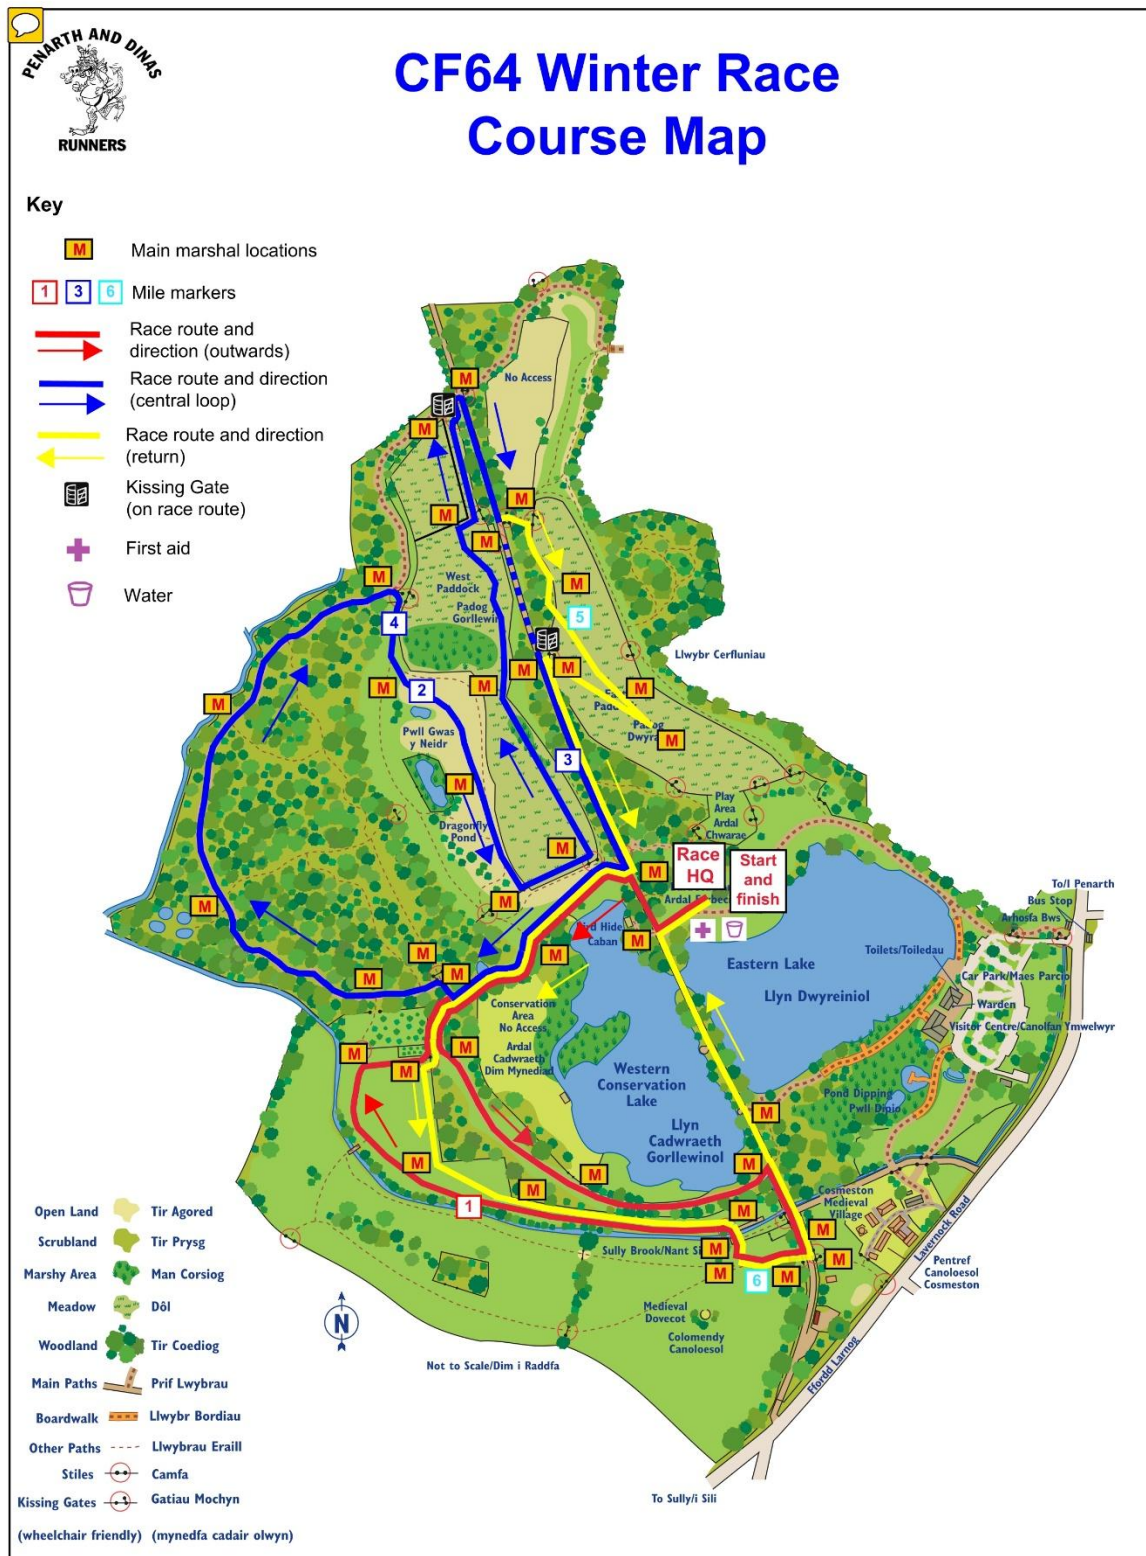 PENARTH AND DINAS
RUNNERS
CF64 Winter Race
Course Map
Key
M
Main marshal locations
1 3 6 Mile markers
Race route and
direction (outwards)
Race route and direction
(central loop)
Race route and direction
(return)
Kissing Gate
(on race route)
First aid
Water
No Access
M
M
M
M
M
M
M
West
Paddock
Padog
5
4
Llwybr Cerfluniau
M
M
M
M
2
M
M
M
Padog
M
Pwll Gwas
y Neidr
3
M
Play
Area
Ardal
Chwarae
Dragonfly
Pond
M
M
Race
HQ
Start
and
finish
To/I Penarth
Bus Stop
Arhosfa Bws
M
M
M
Caban
M
Toilets/Toiledau
Eastern Lake
Llyn Dwyreiniol
Car Park/Maes Parcio
Warden
Visitor Centre/Canolfan Ymwelwyr
M
M
M
M
Conservation
Area
No Access
Ardal
Cadwraeth
Dim Mynediad
M
M
M
Western
Conservation
Lake
Llyn
Cadwraeth
Gorllewinol
Pond Dipping
Pwll Dipio
M
M
M
M
M
Cosmeston
Medieval
Village
1
M
M
Sully Brook/Nant
M
M
M
M
6
Lavernock Road
Pentref
Canoloesol
Cosmeston
Medieval
Dovecot
Colomendy
Canoloesol
N
Not to Scale/Dim i Raddfa
Ffordd Larnog
To Sully/i Sili
Open Land Tir Agored
Scrubland Tir Prysg
Marshy Area Man Corsiog
Meadow Dôl
Woodland Tir Coediog
Main Paths Prif Lwybrau
Boardwalk Llwybr Bordiau
Other Paths Llwybrau Eraill
Stiles Camfa
Kissing Gates Gatiau Mochyn
(wheelchair friendly) (mynedfa cadair olwyn)